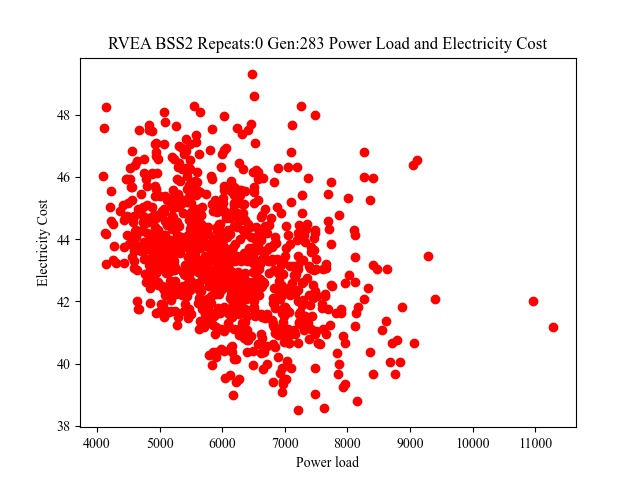 RVEA BSS2 Repeats:0 Gen:283 Power Load and Electricity Cost
Electricity Cost
48
46
44
42
40
38
4000 5000 6000 7000 8000 9000 10000 11000
Power load